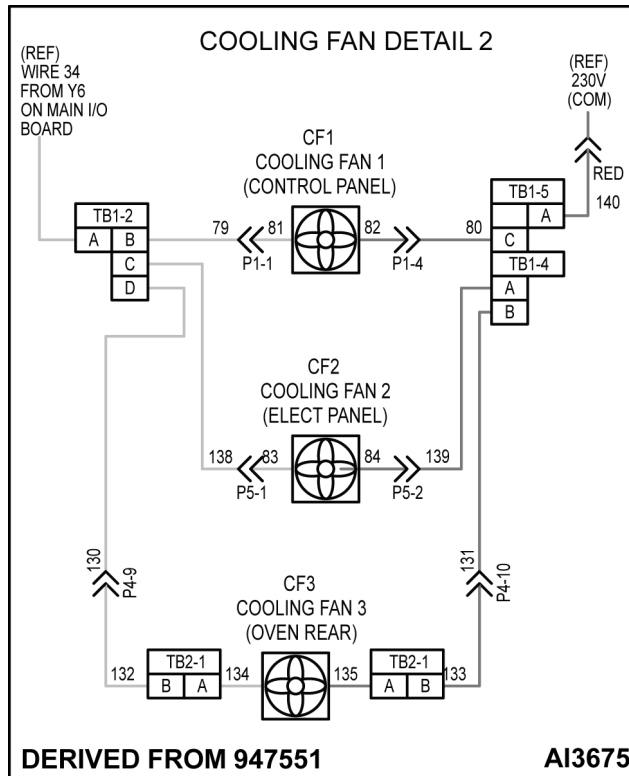 COOLING FAN DETAIL 2
(REF)
WIRE 34
FROM Y6
ON MAIN I/O
BOARD
(REF)
230V
(COM)
RED
140
CF1
COOLING FAN 1
(CONTROL PANEL)
TB1-2
A B
C
D
79 81 82 80
P1-1 P1-4
TB1-5
A
C
TB1-4
A
B
CF2
COOLING FAN 2
(ELECT PANEL)
138 83 84 139
P5-1 P5-2
130
P4-9
131
P4-10
CF3
COOLING FAN 3
(OVEN REAR)
132
TB2-1
B A
134
135
TB2-1
A B
133
DERIVED FROM 947551
AI3675